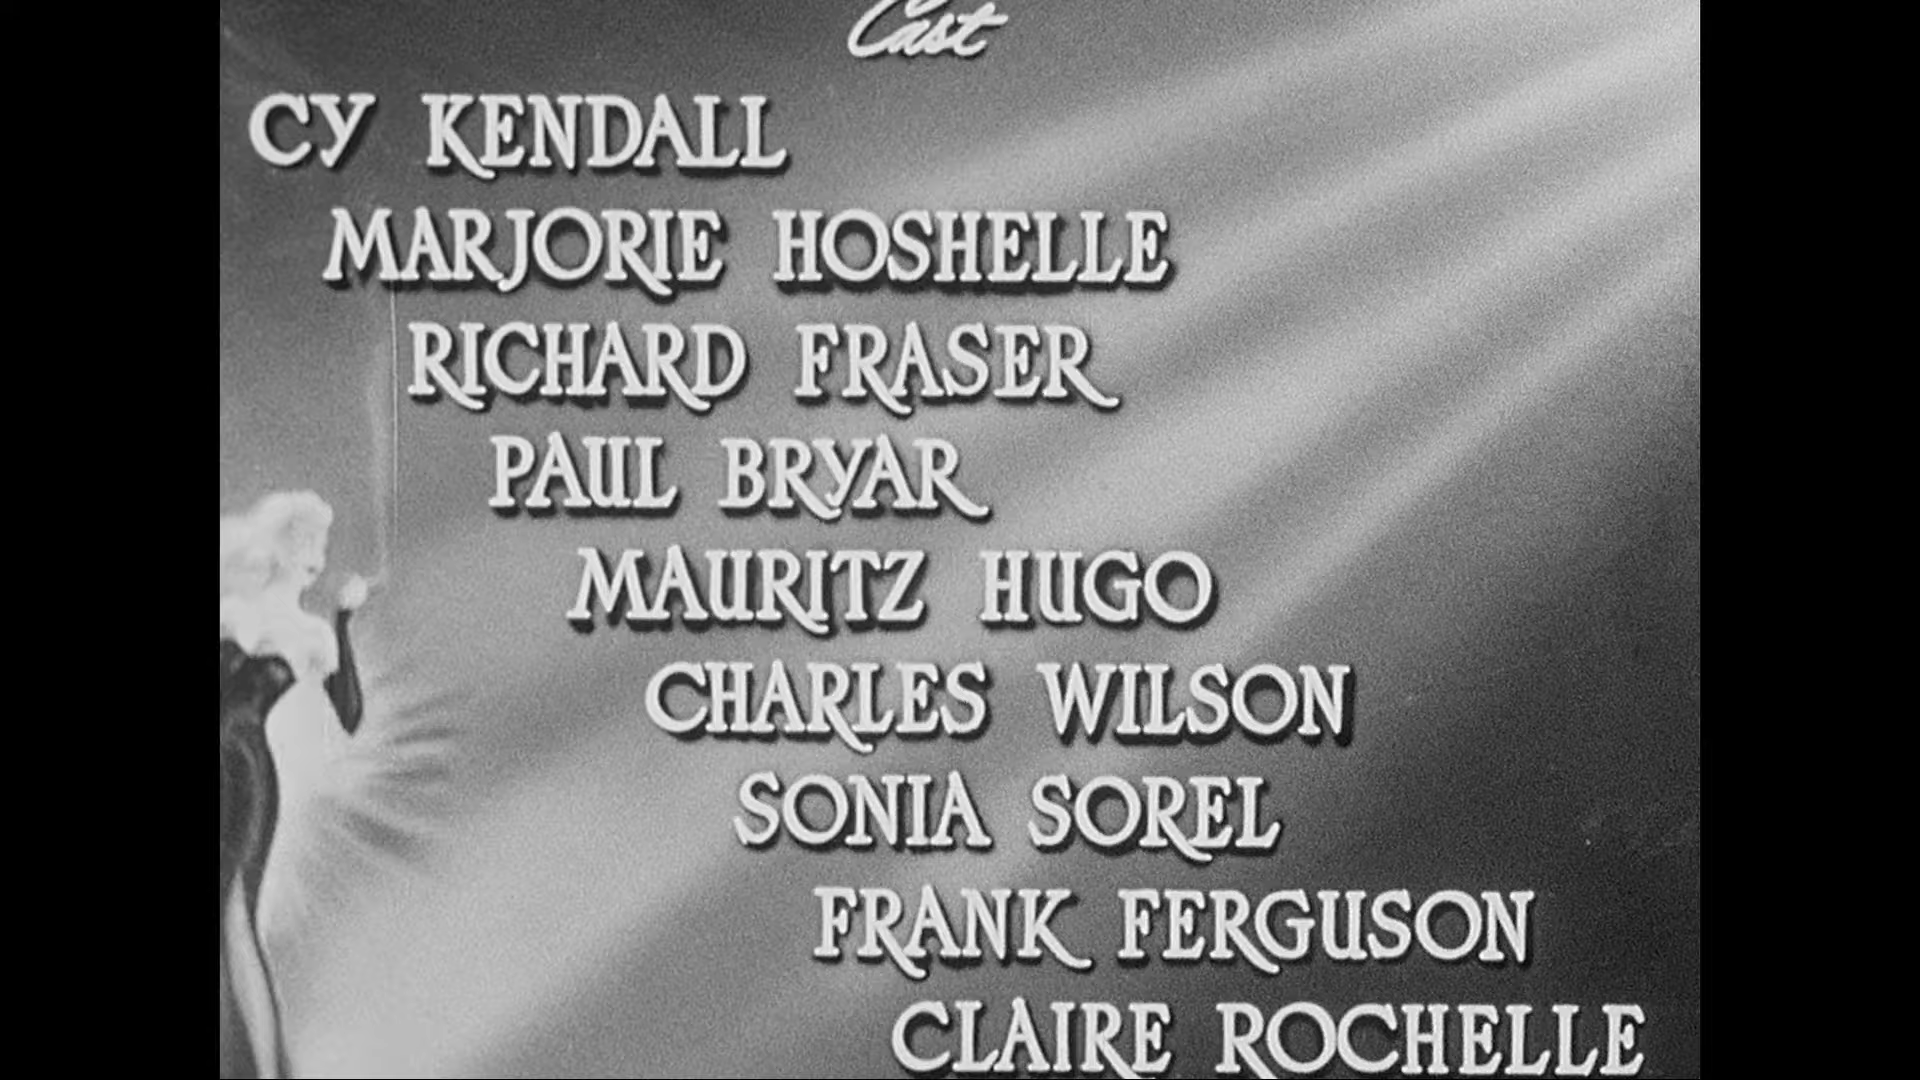 Cast
CY KENDALL
MARJORIE HOSHELLE
RICHARD FRASER
PAUL BRYAR
MAURITZ HUGO
CHARLES WILSON
SONIA SOREL
FRANK FERGUSON
CLAIRE ROCHELLE